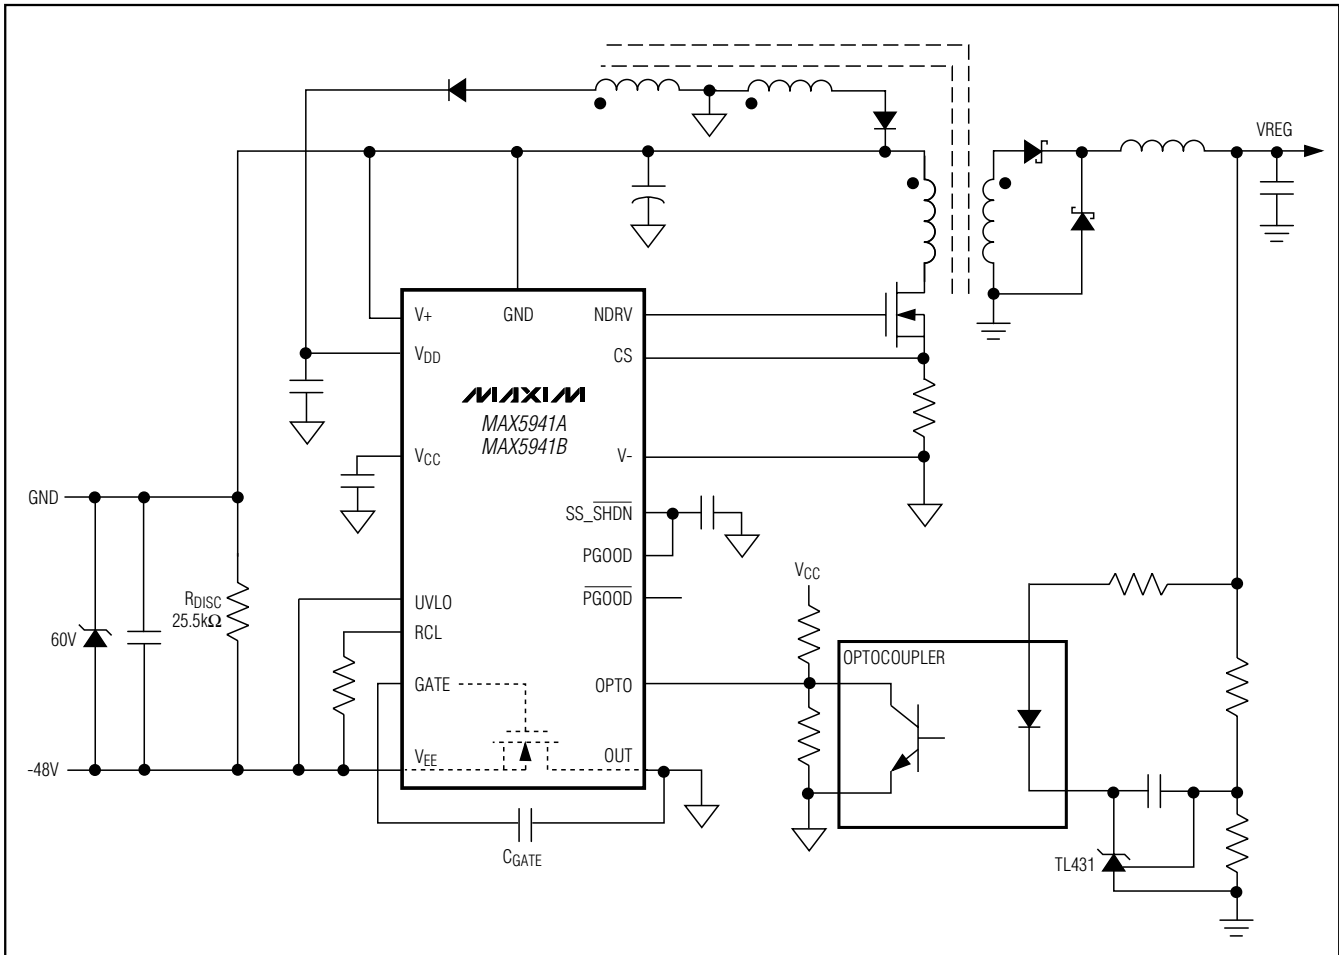 VREG
V+
GND
NDRV
VDD
CS
MAXIM
MAX5941A
MAX5941B
VCC
V-
GND
SS_SHDN
PGOOD
VCC
PGOOD
RDISC
25.5kΩ
UVLO
60V
RCL
OPTOCOUPLER
GATE
OPTO
VEE
OUT
-48V
CGATE
TL431